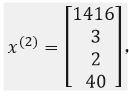 x⁽²⁾ = [1416
3
2
40],